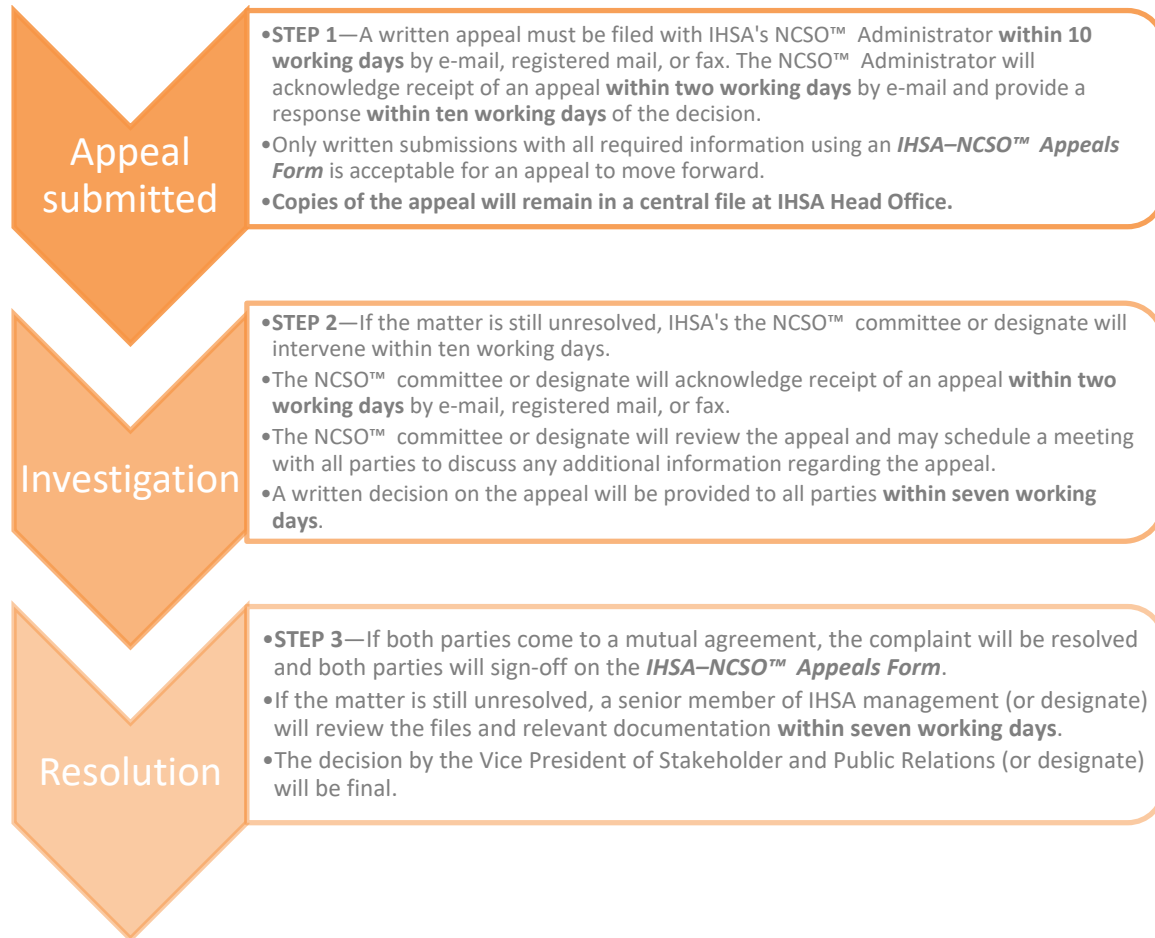 Appeal
submitted
•STEP 1—A written appeal must be filed with IHSA's NCSO™ Administrator within 10
working days by e-mail, registered mail, or fax. The NCSO™ Administrator will
acknowledge receipt of an appeal within two working days by e-mail and provide a
response within ten working days of the decision.
•Only written submissions with all required information using an IHSA–NCSO™ Appeals
Form is acceptable for an appeal to move forward.
•Copies of the appeal will remain in a central file at IHSA Head Office.
Investigation
•STEP 2—If the matter is still unresolved, IHSA's the NCSO™ committee or designate will
intervene within ten working days.
•The NCSO™ committee or designate will acknowledge receipt of an appeal within two
working days by e-mail, registered mail, or fax.
•The NCSO™ committee or designate will review the appeal and may schedule a meeting
with all parties to discuss any additional information regarding the appeal.
•A written decision on the appeal will be provided to all parties within seven working
days.
Resolution
•STEP 3—If both parties come to a mutual agreement, the complaint will be resolved
and both parties will sign-off on the IHSA–NCSO™ Appeals Form.
•If the matter is still unresolved, a senior member of IHSA management (or designate)
will review the files and relevant documentation within seven working days.
•The decision by the Vice President of Stakeholder and Public Relations (or designate)
will be final.